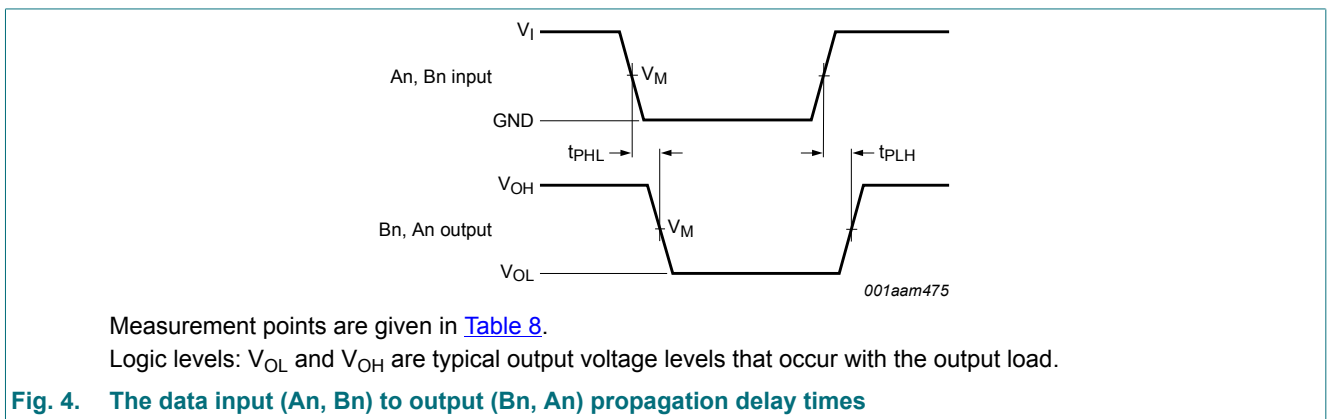 VI
An, Bn input
VM
GND
tPHL
tPLH
VOH
Bn, An output
VM
VOL
001aam475
Measurement points are given in Table 8.
Logic levels: VOL and VOH are typical output voltage levels that occur with the output load.
Fig. 4. The data input (An, Bn) to output (Bn, An) propagation delay times